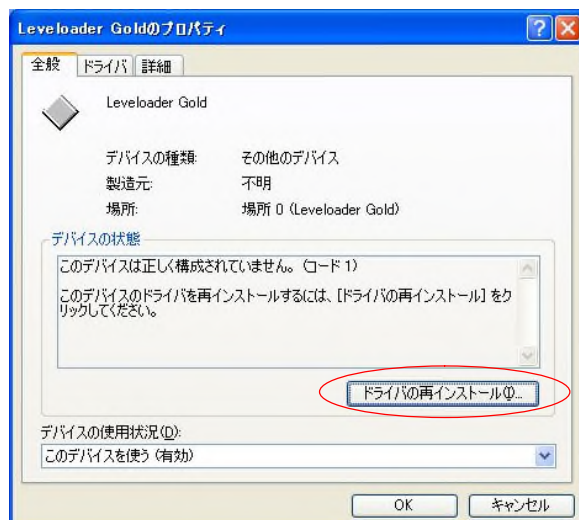 Leveloader Goldのプロパティ
全般 ドライバ 詳細
Leveloader Gold
デバイスの種類: その他のデバイス
製造元: 不明
場所: 場所 0 (Leveloader Gold)
デバイスの状態
このデバイスは正しく構成されていません。 (コード 1)
このデバイスのドライバを再インストールするには、[ドライバの再インストール] をク
リックしてください。
ドライバの再インストール(I)...
デバイスの使用状況(D):
このデバイスを使う (有効)
OK キャンセル